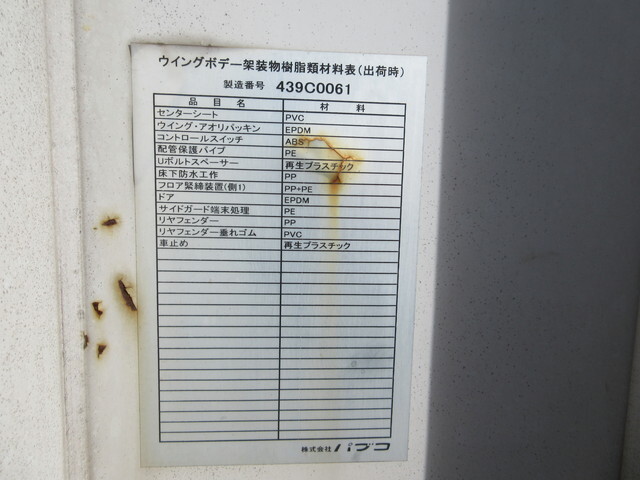 ウイングボデー架装物樹脂類材料表(出荷時)
製造番号 439C0061
品目名 材料
センターシート PVC
ウイング・アオリパッキン EPDM
コントロールスイッチ ABS
配管保護パイプ PE
Uボルトスペーサー 再生プラスチック
床下防水工作 PP
フロア緊締装置(側1) PP+PE
ドア EPDM
サイドガード端末処理 PE
リヤフェンダー PP
リヤフェンダー垂れゴム PVC
車止め 再生プラスチック
株式会社 パブコ